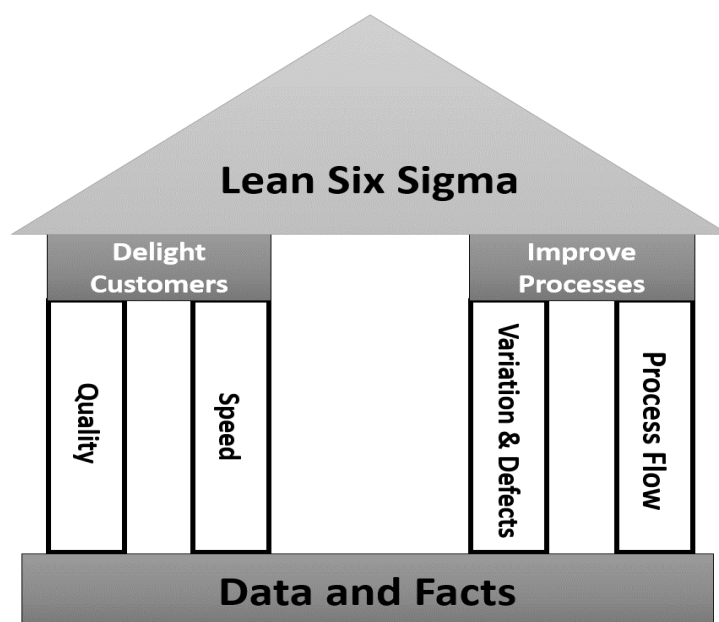 Lean Six Sigma
Delight
Customers
Improve
Processes
Quality
Speed
Variation & Defects
Process Flow
Data and Facts